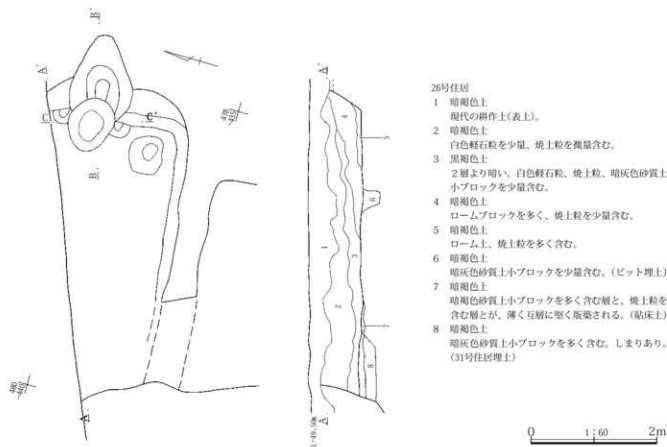 B'
A'
C
C'
478
-435
B
480
-440
A
A'
4
5
6
1
2
3
7
8
A
L=49.50m
26号住居
1 暗褐色土
現代の耕作土(表土)。
2 暗褐色土
白色軽石粒を少量、焼土粒を微量含む。
3 黒褐色土
2層より暗い。白色軽石粒、焼土粒、暗灰色砂質土
小ブロックを少量含む。
4 暗褐色土
ロームブロックを多く、焼土粒を少量含む。
5 暗褐色土
ローム土、焼土粒を多く含む。
6 暗褐色土
暗灰色砂質土小ブロックを少量含む。(ピット埋土)
7 暗褐色土
暗褐色砂質土小ブロックを多く含む層と、焼土粒を
含む層とが、薄く互層に堅く版築される。(貼床土)
8 暗褐色土
暗灰色砂質土小ブロックを多く含む。しまりあり。
(31号住居埋土)
0 1:60 2m